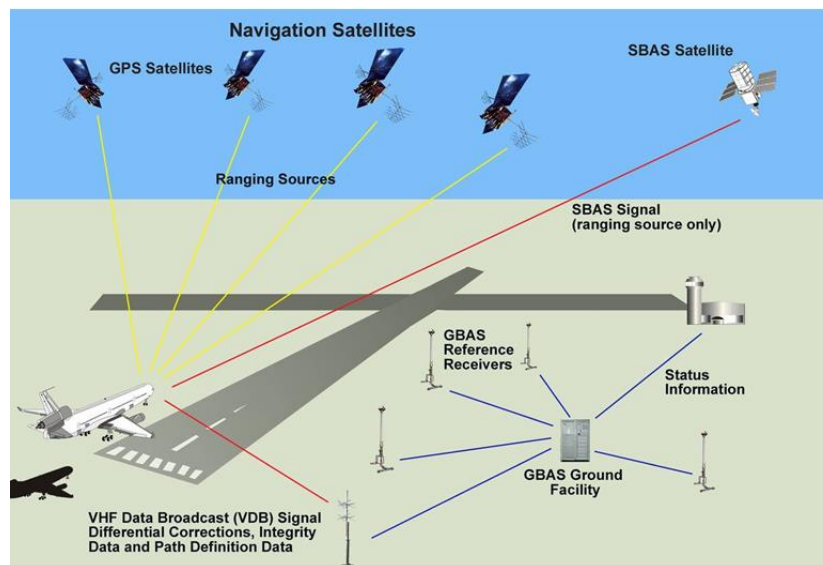 Navigation Satellites
GPS Satellites
SBAS Satellite
Ranging Sources
SBAS Signal
(ranging source only)
GBAS
Reference
Receivers
Status
Information
GBAS Ground
Facility
VHF Data Broadcast (VDB) Signal
Differential Corrections, Integrity
Data and Path Definition Data